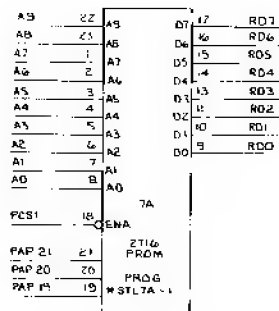 A9 22 A9 D7 17 RD7
A8 23 A8 D6 16 RD6
A7 1 A7 D5 15 RD5
A6 2 A6 D4 14 RD4
A5 3 A5 D3 13 RD3
A4 4 A4 D2 11 RD2
A3 5 A3 D1 10 RD1
A2 6 A2 D0 9 RD0
A1 7 A1
A0 8 A0
7A
PCS1 18 ENA
2716
PAP 21 21 PROM
PAP 20 20 PROG
PAP 19 19 # STL7A-1